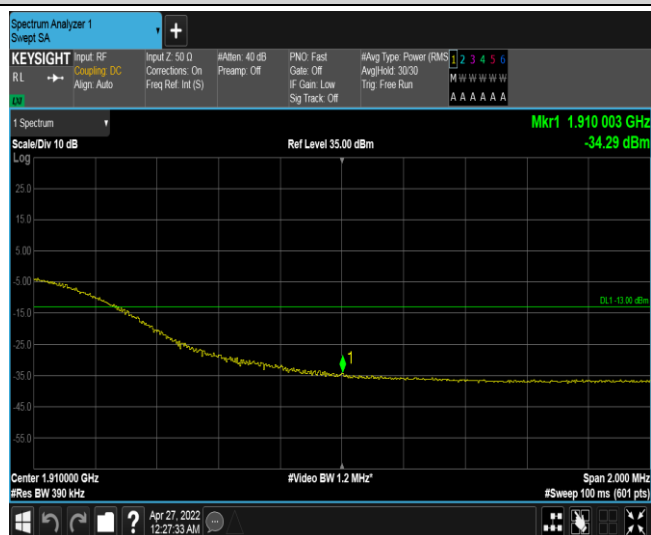 Spectrum Analyzer 1
Swept SA
KEYSIGHT
RL
LXI
Input: RF
Coupling: DC
Align: Auto
Input Z: 50 Ω
Corrections: On
Freq Ref: Int (S)
#Atten: 40 dB
Preamp: Off
PNO: Fast
Gate: Off
IF Gain: Low
Sig Track: Off
#Avg Type: Power (RMS
Avg|Hold: 30/30
Trig: Free Run
1 2 3 4 5 6
M W W W W W
A A A A A A
1 Spectrum
Mkr1 1.910 003 GHz
Scale/Div 10 dB
Ref Level 35.00 dBm
-34.29 dBm
Log
25.0
15.0
5.00
-5.00
DL1 -13.00 dBm
-15.0
-25.0
1
-35.0
-45.0
-55.0
Center 1.910000 GHz
#Video BW 1.2 MHz*
Span 2.000 MHz
#Res BW 390 kHz
#Sweep 100 ms (601 pts)
?
Apr 27, 2022
12:27:33 AM